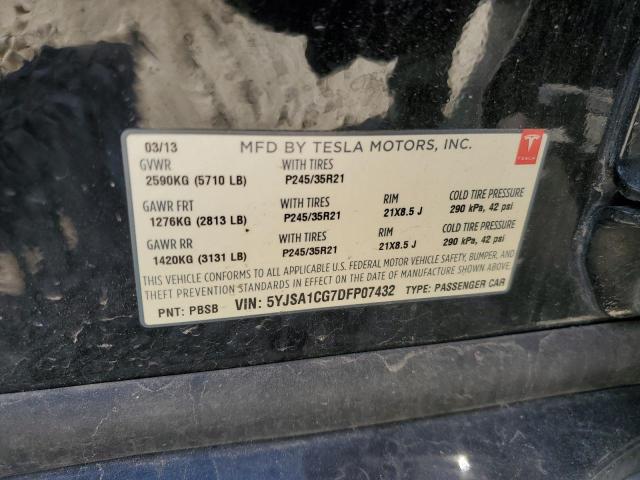 03/13 MFD BY TESLA MOTORS, INC.
TESLA
GVWR WITH TIRES
2590KG (5710 LB) P245/35R21
GAWR FRT WITH TIRES RIM COLD TIRE PRESSURE
1276KG (2813 LB) P245/35R21 21X8.5 J 290 kPa, 42 psi
GAWR RR WITH TIRES RIM COLD TIRE PRESSURE
1420KG (3131 LB) P245/35R21 21X8.5 J 290 kPa, 42 psi
THIS VEHICLE CONFORMS TO ALL APPLICABLE U.S. FEDERAL MOTOR VEHICLE SAFETY, BUMPER, AND
THEFT PREVENTION STANDARDS IN EFFECT ON THE DATE OF MANUFACTURE SHOWN ABOVE.
PNT: PBSB VIN: 5YJSA1CG7DFP07432 TYPE: PASSENGER CAR